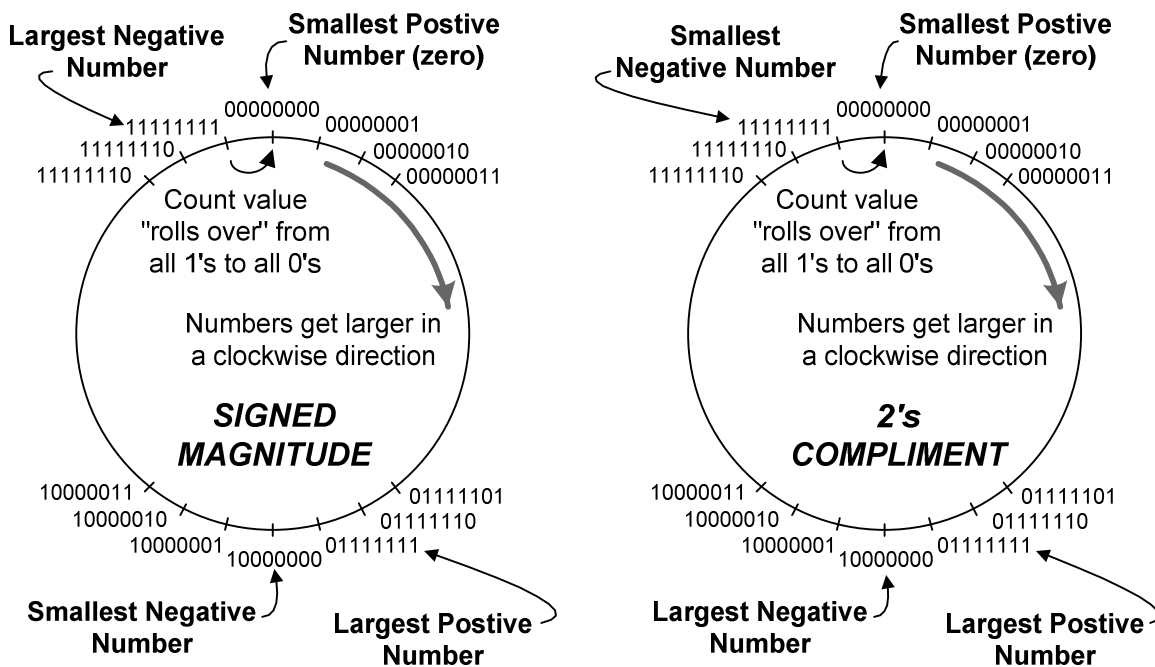 Largest Negative
Number
Smallest Postive
Number (zero)
00000000
11111111
00000001
11111110
00000010
11111110
00000011
Count value
"rolls over" from
all 1's to all 0's
Numbers get larger in
a clockwise direction
SIGNED
MAGNITUDE
10000011
01111101
10000010
01111110
10000001
01111111
10000000
Smallest Negative
Number
Largest Postive
Number
Smallest
Negative Number
Smallest Postive
Number (zero)
00000000
11111111
00000001
11111110
00000010
11111110
00000011
Count value
"rolls over" from
all 1's to all 0's
Numbers get larger in
a clockwise direction
2's
COMPLIMENT
10000011
01111101
10000010
01111110
10000001
01111111
10000000
Largest Negative
Number
Largest Postive
Number